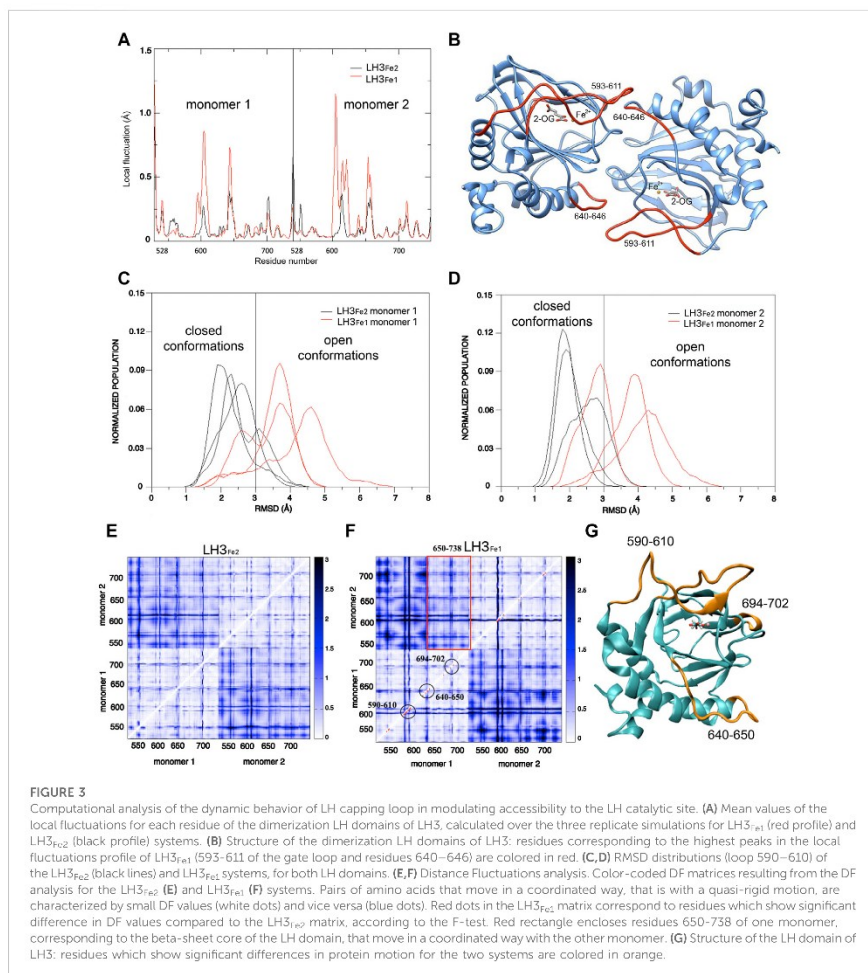 A
B
1.5
1.0
0.5
0
Local fluctuation (Å)
LH3Fe2
LH3Fe1
monomer 1
monomer 2
528
600
700
528
600
700
Residue number
593-611
640-646
2-OG
Fe2+
Fe2+
2-OG
640-646
593-611
C
D
0.15
0.12
0.09
0.06
0.03
0
NORMALIZED POPULATION
LH3Fe2 monomer 1
LH3Fe1 monomer 1
closed
conformations
open
conformations
0 1 2 3 4 5 6 7 8
RMSD (Å)
0.15
0.12
0.09
0.06
0.03
0
NORMALIZED POPULATION
closed
conformations
LH3Fe2 monomer 2
LH3Fe1 monomer 2
open
conformations
0 1 2 3 4 5 6 7 8
RMSD (Å)
E
LH3Fe2
monomer 2
monomer 1
700
650
600
550
700
650
600
550
550 600 650 700 550 600 650 700
monomer 1 monomer 2
3
2.5
2
1.5
1
0.5
0
F
650-738
LH3Fe1
monomer 2
monomer 1
700
650
600
550
700
650
600
550
694-702
640-650
590-610
550 600 650 700 550 600 650 700
monomer 1 monomer 2
3
2.5
2
1.5
1
0.5
0
G
590-610
694-702
640-650
FIGURE 3
Computational analysis of the dynamic behavior of LH capping loop in modulating accessibility to the LH catalytic site. (A) Mean values of the
local fluctuations for each residue of the dimerization LH domains of LH3, calculated over the three replicate simulations for LH3Fe1 (red profile) and
LH3Fe2 (black profile) systems. (B) Structure of the dimerization LH domains of LH3: residues corresponding to the highest peaks in the local
fluctuations profile of LH3Fe1 (593-611 of the gate loop and residues 640–646) are colored in red. (C,D) RMSD distributions (loop 590–610) of
the LH3Fe2 (black lines) and LH3Fe1 systems, for both LH domains. (E,F) Distance Fluctuations analysis. Color-coded DF matrices resulting from the DF
analysis for the LH3Fe2 (E) and LH3Fe1 (F) systems. Pairs of amino acids that move in a coordinated way, that is with a quasi-rigid motion, are
characterized by small DF values (white dots) and vice versa (blue dots). Red dots in the LH3Fe1 matrix correspond to residues which show significant
difference in DF values compared to the LH3Fe2 matrix, according to the F-test. Red rectangle encloses residues 650-738 of one monomer,
corresponding to the beta-sheet core of the LH domain, that move in a coordinated way with the other monomer. (G) Structure of the LH domain of
LH3: residues which show significant differences in protein motion for the two systems are colored in orange.